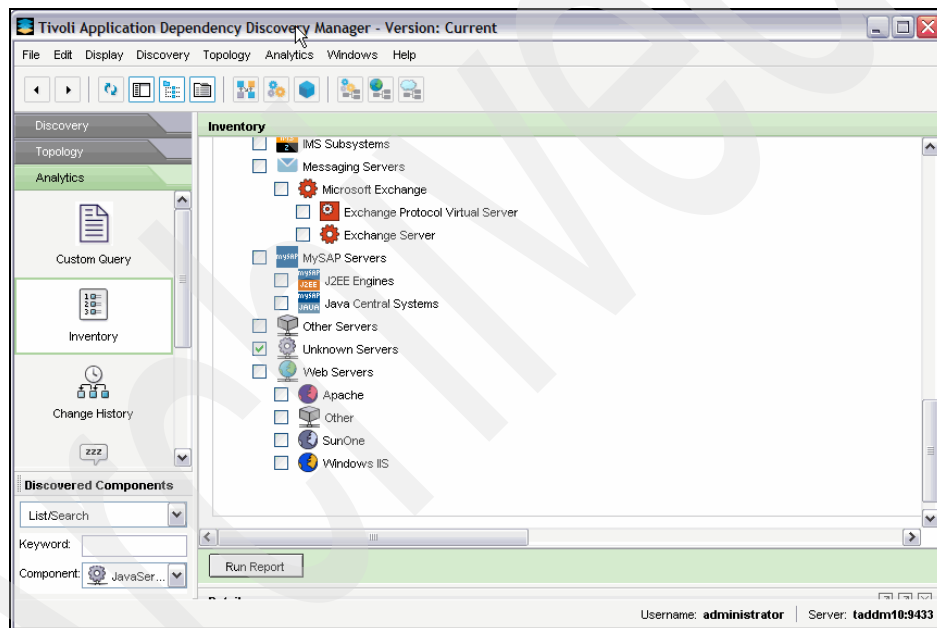 Tivoli Application Dependency Discovery Manager - Version: Current
File Edit Display Discovery Topology Analytics Windows Help
Discovery
Topology
Analytics
Custom Query
Inventory
Change History
zzz
Discovered Components
List/Search
Keyword:
Component: JavaSer...
Inventory
IMS Subsystems
Messaging Servers
Microsoft Exchange
Exchange Protocol Virtual Server
Exchange Server
MySAP Servers
J2EE Engines
Java Central Systems
Other Servers
Unknown Servers
Web Servers
Apache
Other
SunOne
Windows IIS
Run Report
Username: administrator Server: taddm10:9433